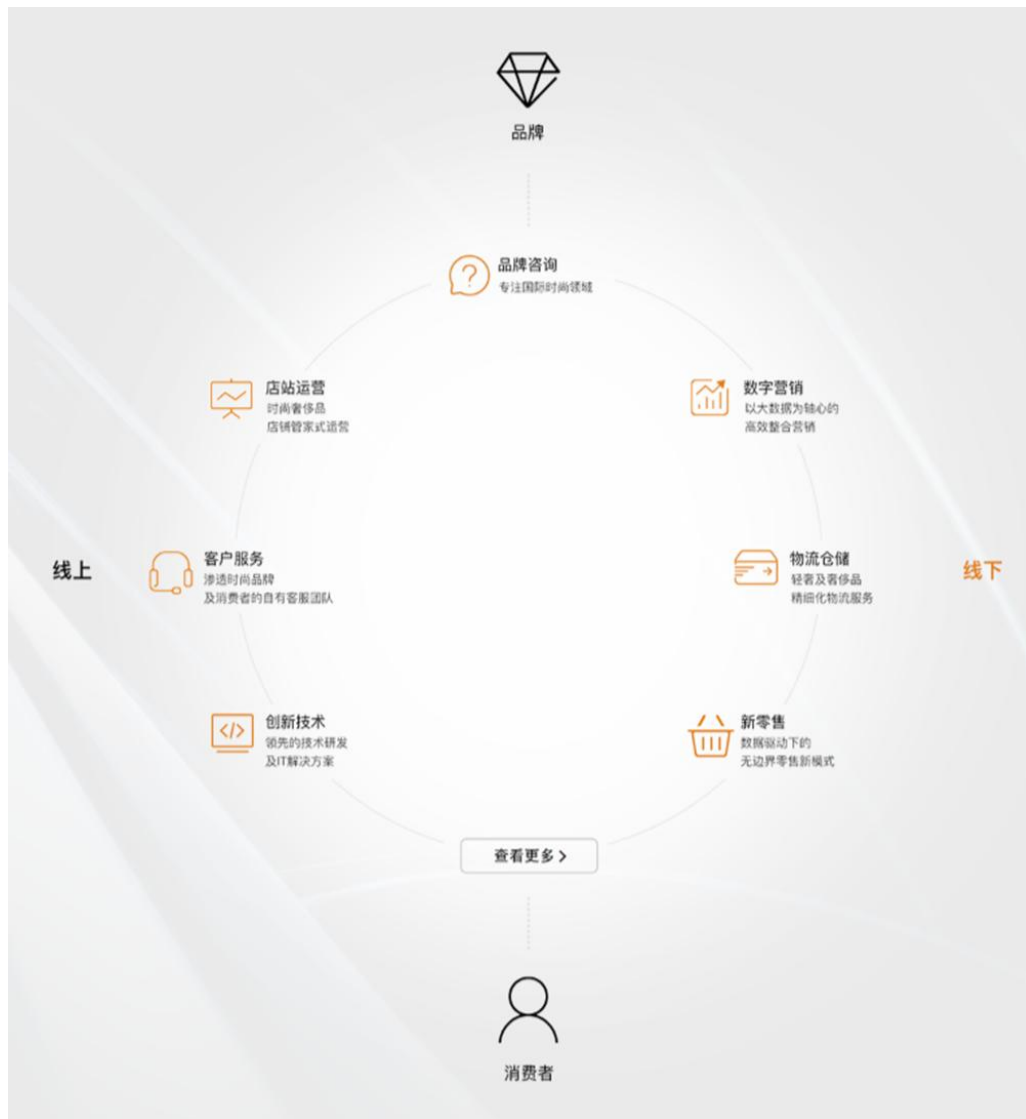 品牌
品牌咨询
专注国际时尚领域
店站运营
时尚奢侈品
店铺管家式运营
数字营销
以大数据为轴心的
高效整合营销
线上
客户服务
渗透时尚品牌
及消费者的自有客服团队
物流仓储
轻奢及奢侈品
精细化物流服务
线下
创新技术
领先的技术研发
及IT解决方案
新零售
数据驱动下的
无边界零售新模式
查看更多
消费者